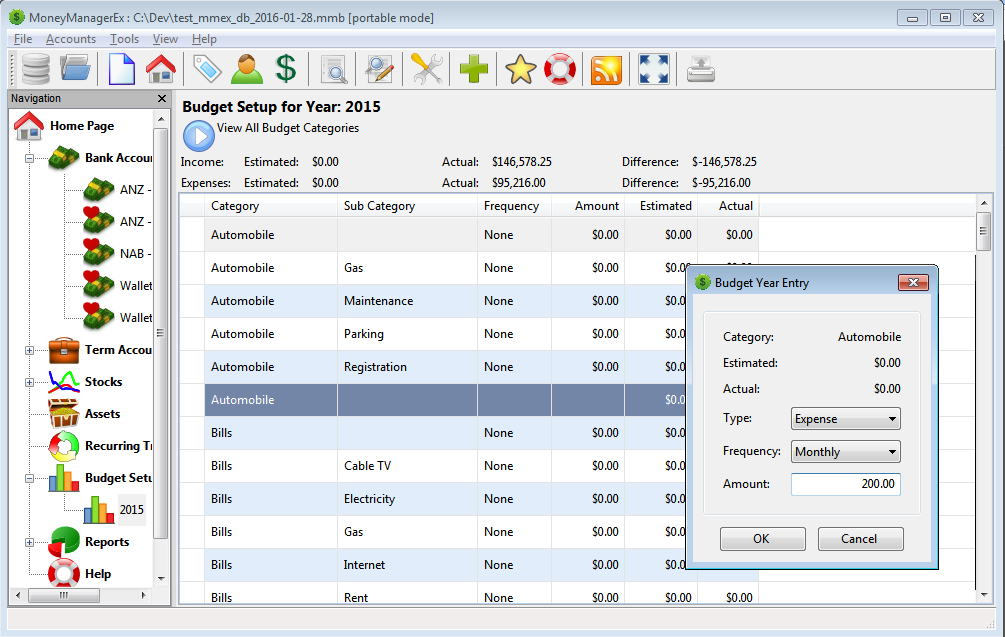 MoneyManagerEx : C:\Dev\test_mmex_db_2016-01-28.mmb [portable mode]
File Accounts Tools View Help
Navigation
Home Page
Bank Accou
ANZ -
ANZ -
NAB -
Wallet
Wallet
Term Accou
Stocks
Assets
Recurring Tr
Budget Setu
2015
Reports
Help
Budget Setup for Year: 2015
View All Budget Categories
Income: Estimated: $0.00 Actual: $146,578.25 Difference: $-146,578.25
Expenses: Estimated: $0.00 Actual: $95,216.00 Difference: $-95,216.00
Category Sub Category Frequency Amount Estimated Actual
Automobile None $0.00 $0.00 $0.00
Automobile Gas None $0.00 $0.00 $0.00
Automobile Maintenance None $0.00 $0.0
Automobile Parking None $0.00 $0.0
Automobile Registration None $0.00 $0.0
Automobile $0.0
Bills None $0.00 $0.0
Bills Cable TV None $0.00 $0.0
Bills Electricity None $0.00 $0.0
Bills Gas None $0.00 $0.0
Bills Internet None $0.00 $0.0
Bills Rent None $0.00 $0.00 $0.00
Budget Year Entry
Category: Automobile
Estimated: $0.00
Actual: $0.00
Type: Expense
Frequency: Monthly
Amount: 200.00
OK Cancel